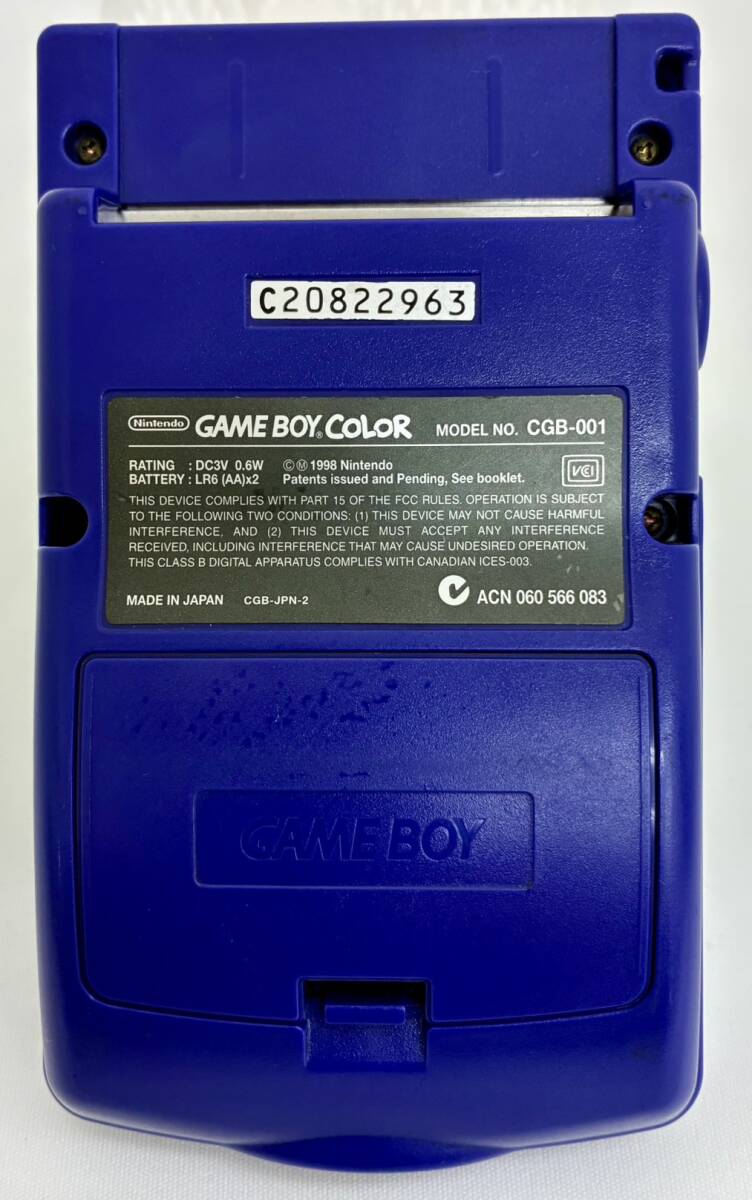 C20822963
Nintendo GAME BOY COLOR MODEL NO. CGB-001
RATING : DC3V 0.6W ©Ⓜ1998 Nintendo
BATTERY : LR6 (AA)x2 Patents issued and Pending, See booklet.
VCI
THIS DEVICE COMPLIES WITH PART 15 OF THE FCC RULES. OPERATION IS SUBJECT
TO THE FOLLOWING TWO CONDITIONS: (1) THIS DEVICE MAY NOT CAUSE HARMFUL
INTERFERENCE, AND (2) THIS DEVICE MUST ACCEPT ANY INTERFERENCE
RECEIVED, INCLUDING INTERFERENCE THAT MAY CAUSE UNDESIRED OPERATION.
THIS CLASS B DIGITAL APPARATUS COMPLIES WITH CANADIAN ICES-003.
MADE IN JAPAN CGB-JPN-2 ACN 060 566 083
GAME BOY